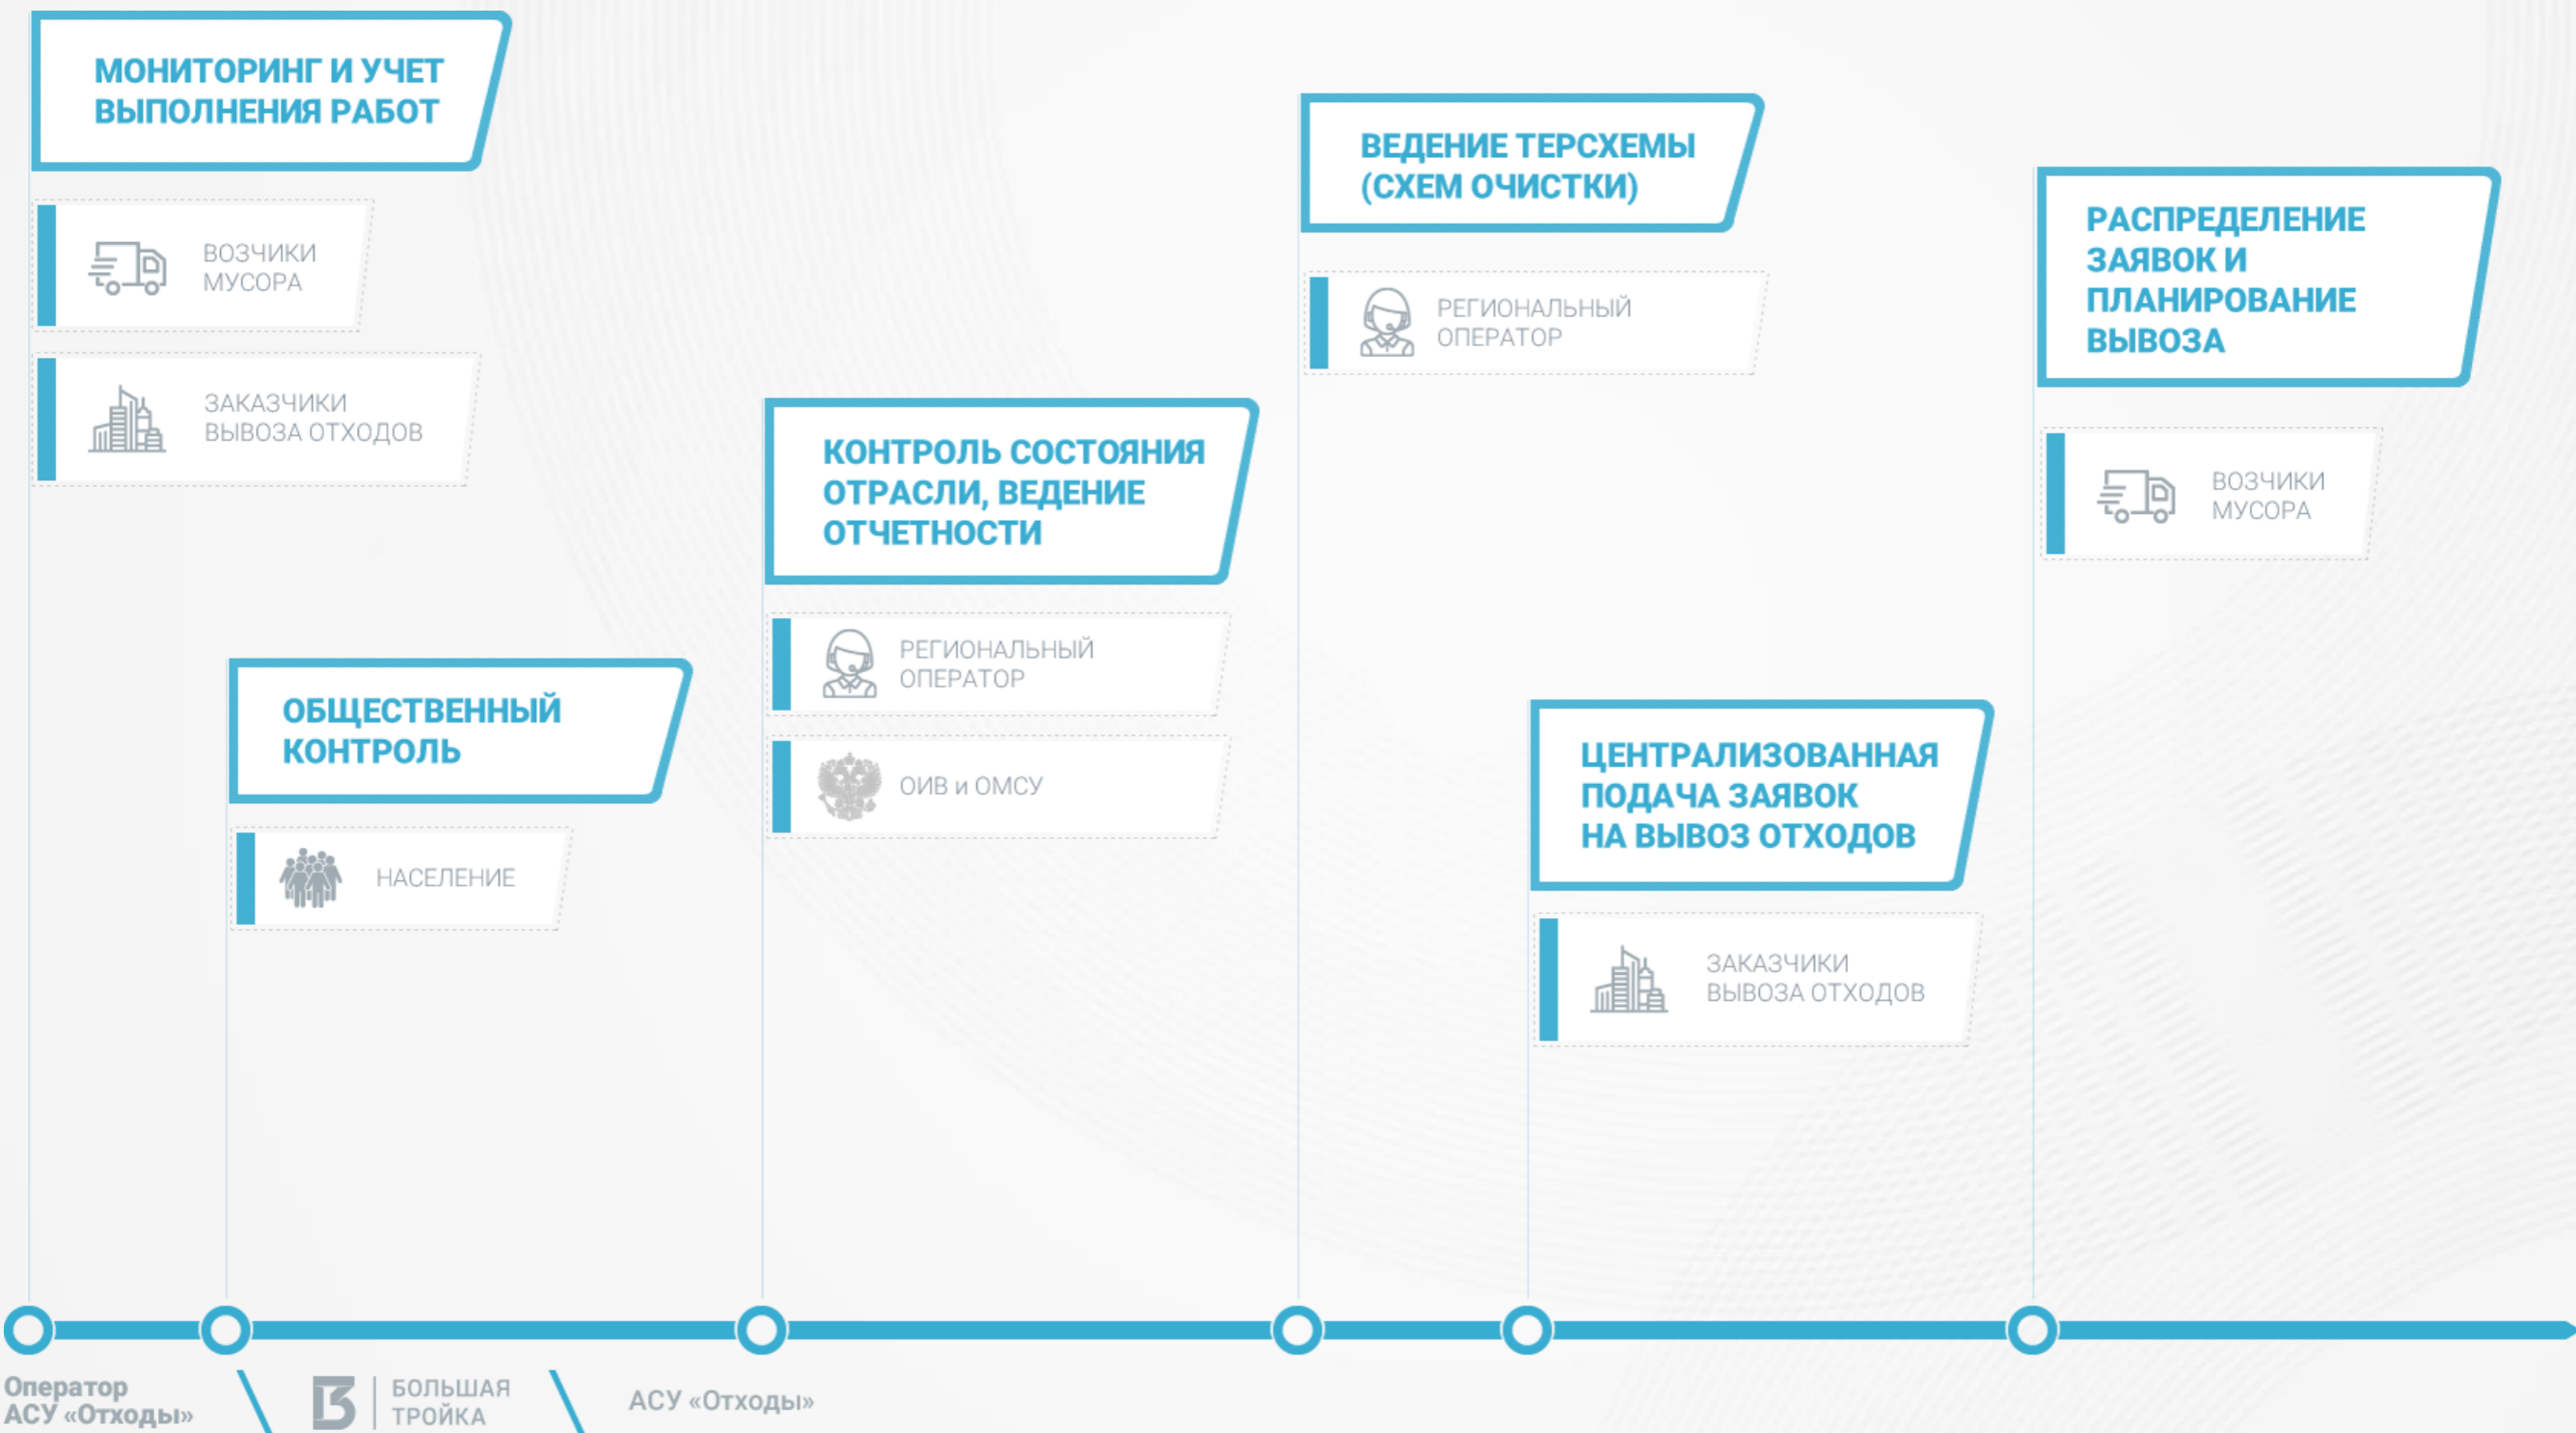 МОНИТОРИНГ И УЧЕТ
ВЫПОЛНЕНИЯ РАБОТ
ВОЗЧИКИ
МУСОРА
ЗАКАЗЧИКИ
ВЫВОЗА ОТХОДОВ
ОБЩЕСТВЕННЫЙ
КОНТРОЛЬ
НАСЕЛЕНИЕ
КОНТРОЛЬ СОСТОЯНИЯ
ОТРАСЛИ, ВЕДЕНИЕ
ОТЧЕТНОСТИ
РЕГИОНАЛЬНЫЙ
ОПЕРАТОР
ОИВ и ОМСУ
ВЕДЕНИЕ ТЕРСХЕМЫ
(СХЕМ ОЧИСТКИ)
РЕГИОНАЛЬНЫЙ
ОПЕРАТОР
ЦЕНТРАЛИЗОВАННАЯ
ПОДАЧА ЗАЯВОК
НА ВЫВОЗ ОТХОДОВ
ЗАКАЗЧИКИ
ВЫВОЗА ОТХОДОВ
РАСПРЕДЕЛЕНИЕ
ЗАЯВОК И
ПЛАНИРОВАНИЕ
ВЫВОЗА
ВОЗЧИКИ
МУСОРА
Оператор
АСУ «Отходы»
БОЛЬШАЯ
ТРОЙКА
АСУ «Отходы»